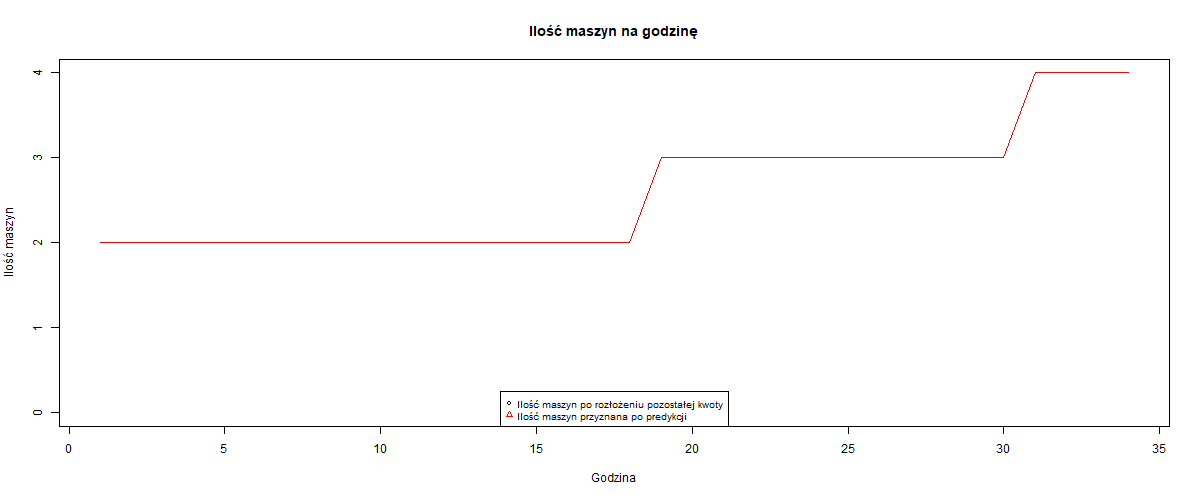 Ilość maszyn na godzinę
Ilość maszyn
4
3
2
1
0
Ilość maszyn po rozłożeniu pozostałej kwoty
Ilość maszyn przyznana po predykcji
0 5 10 15 20 25 30 35
Godzina